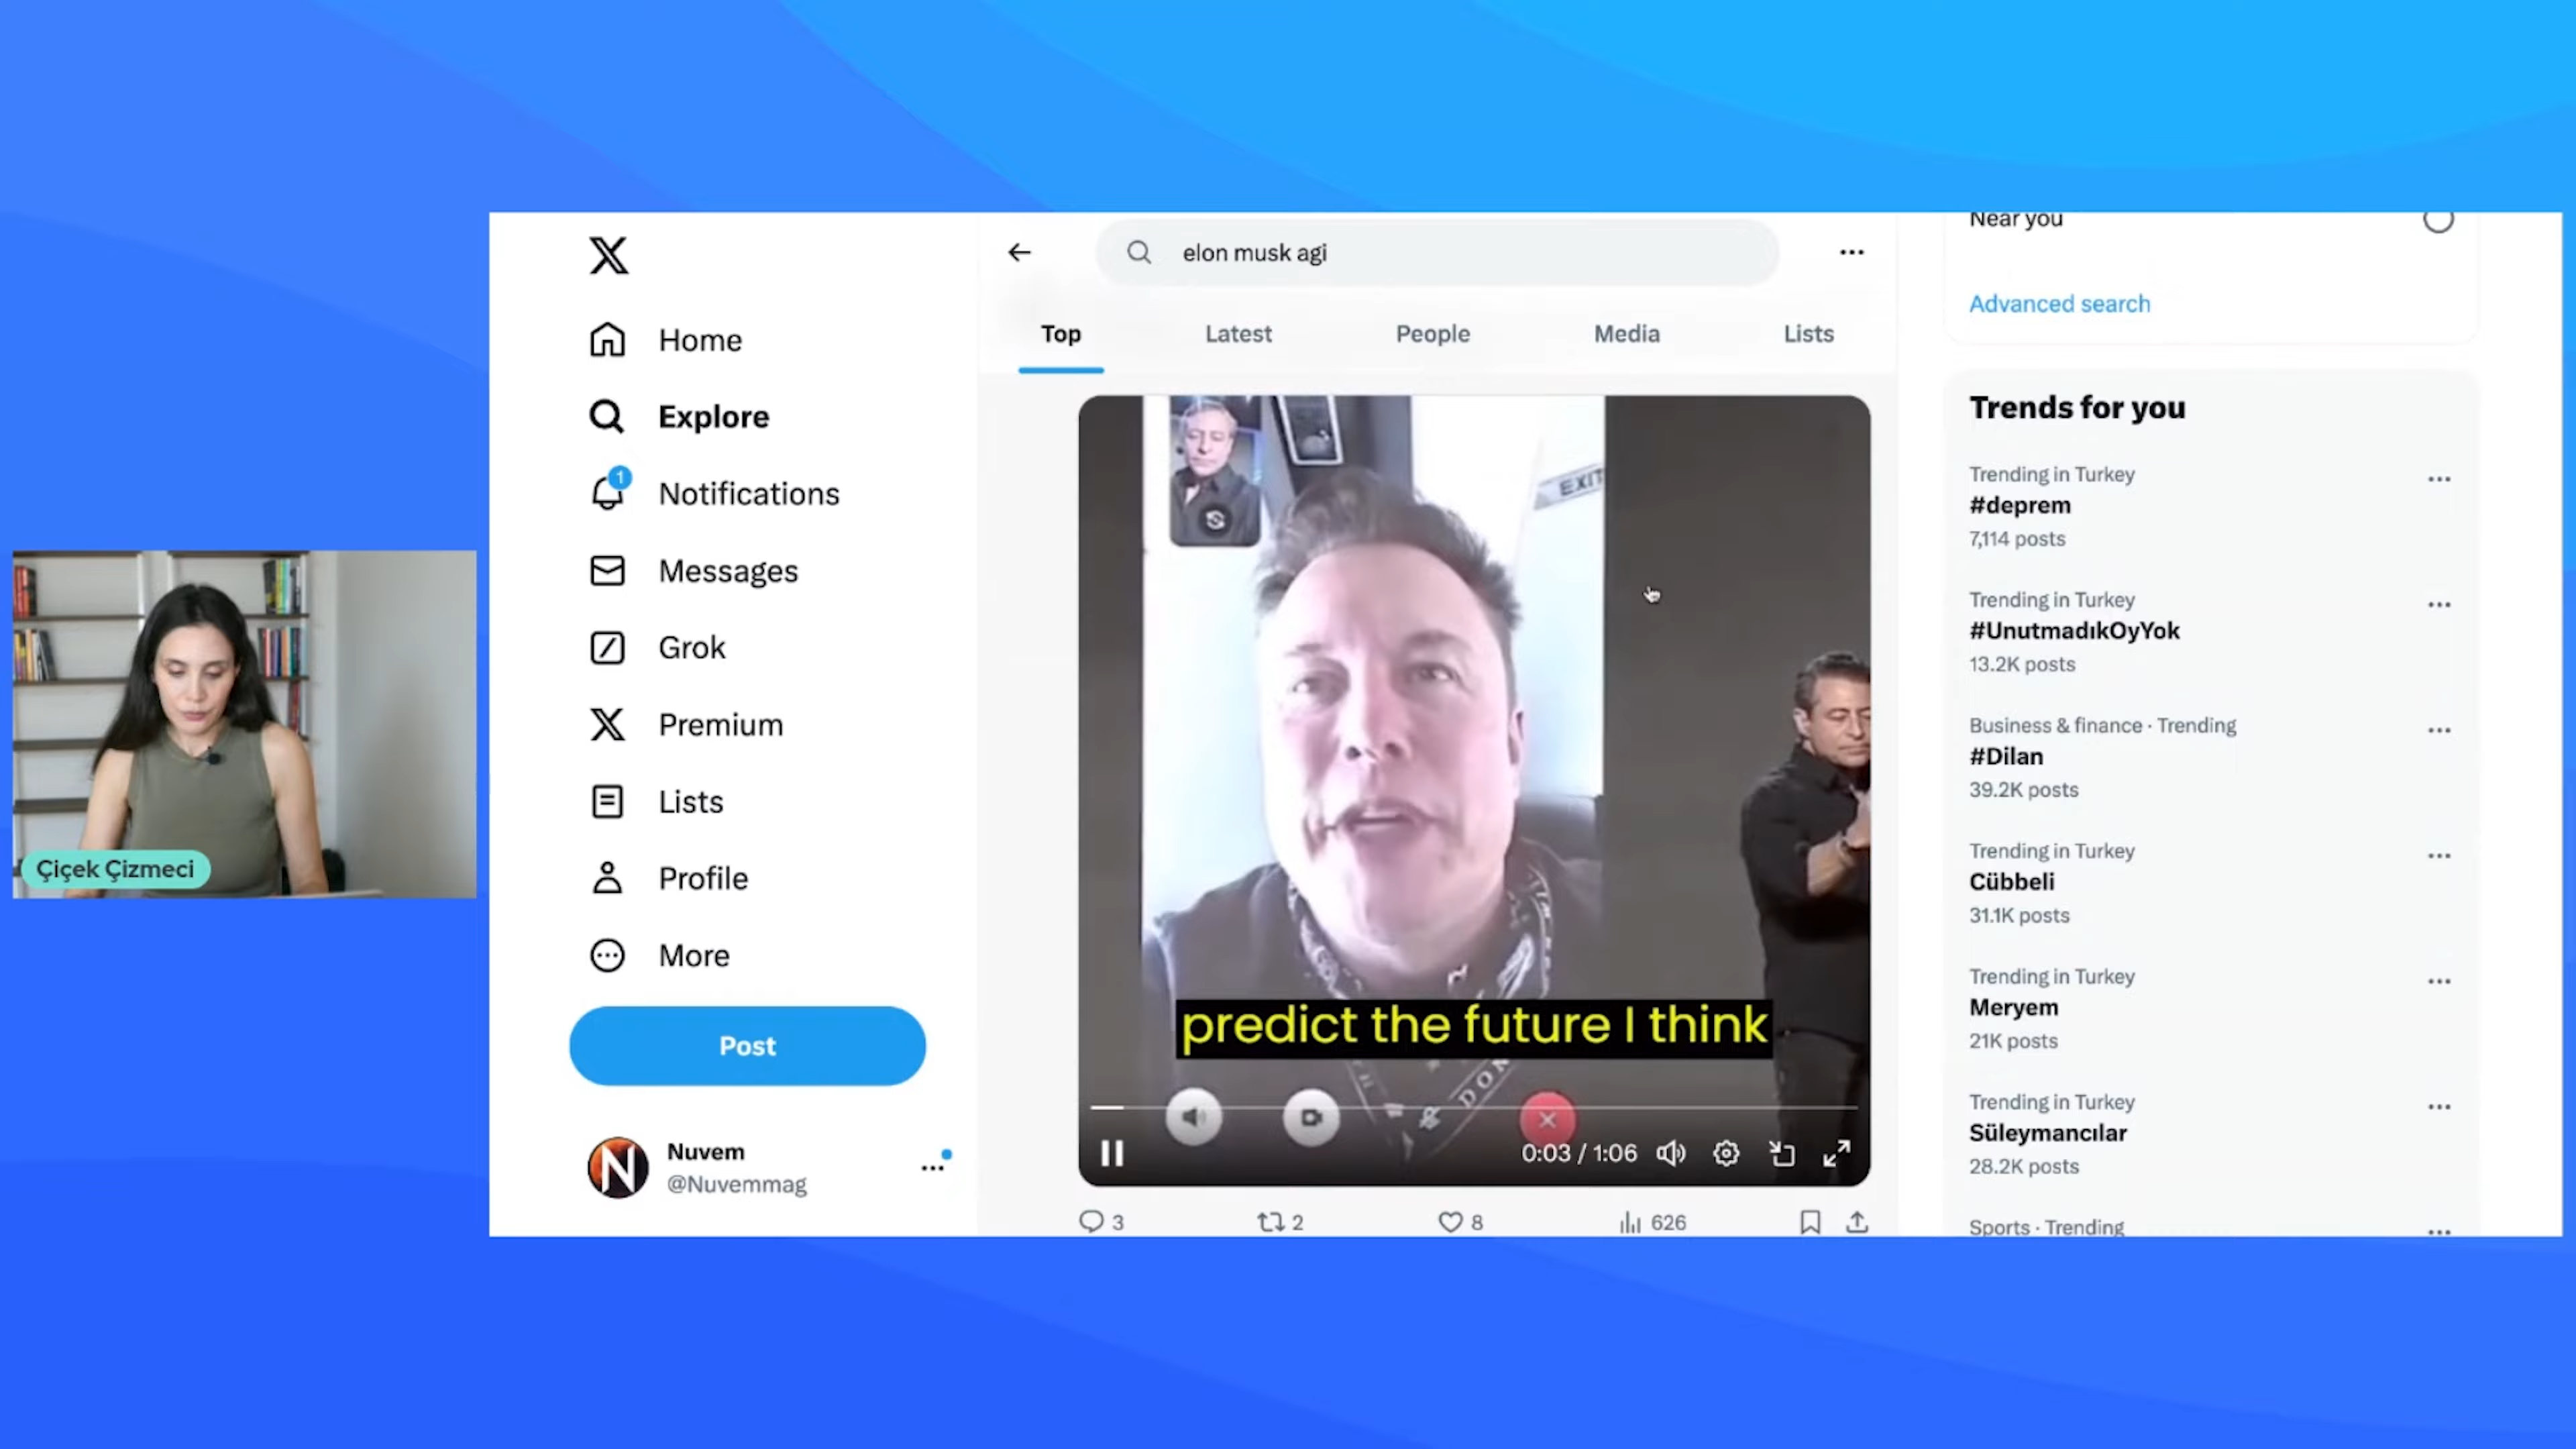 Çiçek Çizmeci
Home
Explore
1
Notifications
Messages
Grok
Premium
Lists
Profile
More
Post
Nuvem
@Nuvemmag
elon musk agi
Top
Latest
People
Media
Lists
EXIT
predict the future I think
DON
0:03 / 1:06
3
2
8
626
Near you
Advanced search
Trends for you
Trending in Turkey
#deprem
7,114 posts
Trending in Turkey
#UnutmadıkOyYok
13.2K posts
Business & finance · Trending
#Dilan
39.2K posts
Trending in Turkey
Cübbeli
31.1K posts
Trending in Turkey
Meryem
21K posts
Trending in Turkey
Süleymancılar
28.2K posts
Sports · Trending